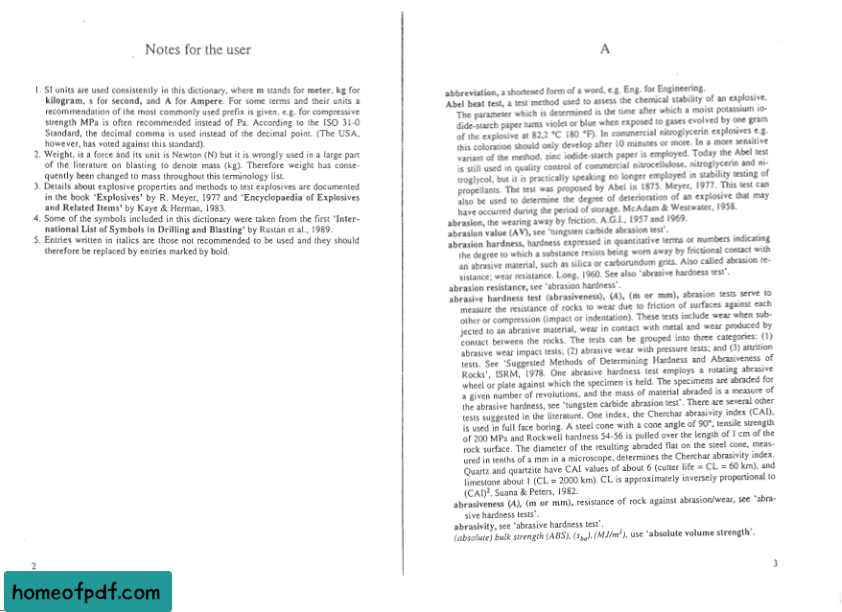 Notes for the user
1. SI units are used consistently in this dictionary, where m stands for meter, kg for
kilogram, s for second, and A for Ampere. For some terms and their units a
recommendation of the most commonly used prefix is given, e.g. for compressive
strength MPa is often recommended instead of Pa. According to the ISO 31-0
Standard, the decimal comma is used instead of the decimal point. (The USA,
however, has voted against this standard).
2. Weight, is a force and its unit is Newton (N) but it is wrongly used in a large part
of the literature on blasting to denote mass (kg). Therefore weight has conse-
quently been changed to mass throughout this terminology list.
3. Details about explosive properties and methods to test explosives are documented
in the book 'Explosives' by R. Meyer, 1977 and 'Encyclopaedia of Explosives
and Related Items' by Kaye & Herman, 1983.
4. Some of the symbols included in this dictionary were taken from the first 'Inter-
national List of Symbols in Drilling and Blasting' by Rustan et al., 1989.
5. Entries written in italics are those not recommended to be used and they should
therefore be replaced by entries marked by bold.
2
A
abbreviation, a shortened form of a word, e.g. Eng. for Engineering.
Abel heat test, a test method used to assess the chemical stability of an explosive.
The parameter which is determined is the time after which a moist potassium io-
dide-starch paper turns violet or blue when exposed to gases evolved by one gram
of the explosive at 82,2 °C 180 °F). In commercial nitroglycerin explosives e.g.
this coloration should only develop after 10 minutes or more. In a more sensitive
variant of the method, zinc iodide-starch paper is employed. Today the Abel test
is still used in quality control of commercial nitrocellulose, nitroglycerin and ni-
troglycol, but it is practically speaking no longer employed in stability testing of
propellants. The test was proposed by Abel in 1875. Meyer, 1977. This test can
also be used to determine the degree of deterioration of an explosive that may
have occurred during the period of storage. McAdam & Westwater, 1958.
abrasion, the wearing away by friction. A.G.I., 1957 and 1969.
abrasion value (AV), see 'tungsten carbide abrasion test'.
abrasion hardness, hardness expressed in quantitative terms or numbers indicating
the degree to which a substance resists being worn away by frictional contact with
an abrasive material, such as silica or carborundum grits. Also called abrasion re-
sistance; wear resistance. Long, 1960. See also 'abrasive hardness test'.
abrasion resistance, see 'abrasion hardness'.
abrasive hardness test (abrasiveness), (A), (m or mm), abrasion tests serve to
measure the resistance of rocks to wear due to friction of surfaces against each
other or compression (impact or indentation). These tests include wear when sub-
jected to an abrasive material, wear in contact with metal and wear produced by
contact between the rocks. The tests can be grouped into three categories: (1)
abrasive wear impact tests; (2) abrasive wear with pressure tests; and (3) attrition
tests. See 'Suggested Methods of Determining Hardness and Abrasiveness of
Rocks', ISRM, 1978. One abrasive hardness test employs a rotating abrasive
wheel or plate against which the specimen is held. The specimens are abraded for
a given number of revolutions, and the mass of material abraded is a measure of
the abrasive hardness, see 'tungsten carbide abrasion test'. There are several other
tests suggested in the literature. One index, the Cherchar abrasivity index (CAI),
is used in full face boring. A steel cone with a cone angle of 90°, tensile strength
of 200 MPa and Rockwell hardness 54-56 is pulled over the length of 1 cm of the
rock surface. The diameter of the resulting abraded flat on the steel cone, meas-
ured in tenths of a mm in a microscope, determines the Cherchar abrasivity index.
Quartz and quartzite have CAI values of about 6 (cutter life = CL = 60 km), and
limestone about 1 (CL = 2000 km). CL is approximately inversely proportional to
(CAI)². Suana & Peters, 1982.
abrasiveness (A), (m or mm), resistance of rock against abrasion/wear, see 'abra-
sive hardness tests'.
abrasivity, see 'abrasive hardness test'.
(absolute) bulk strength (ABS), (sba), (MJ/m³), use 'absolute volume strength'.
3
homeofpdf.com